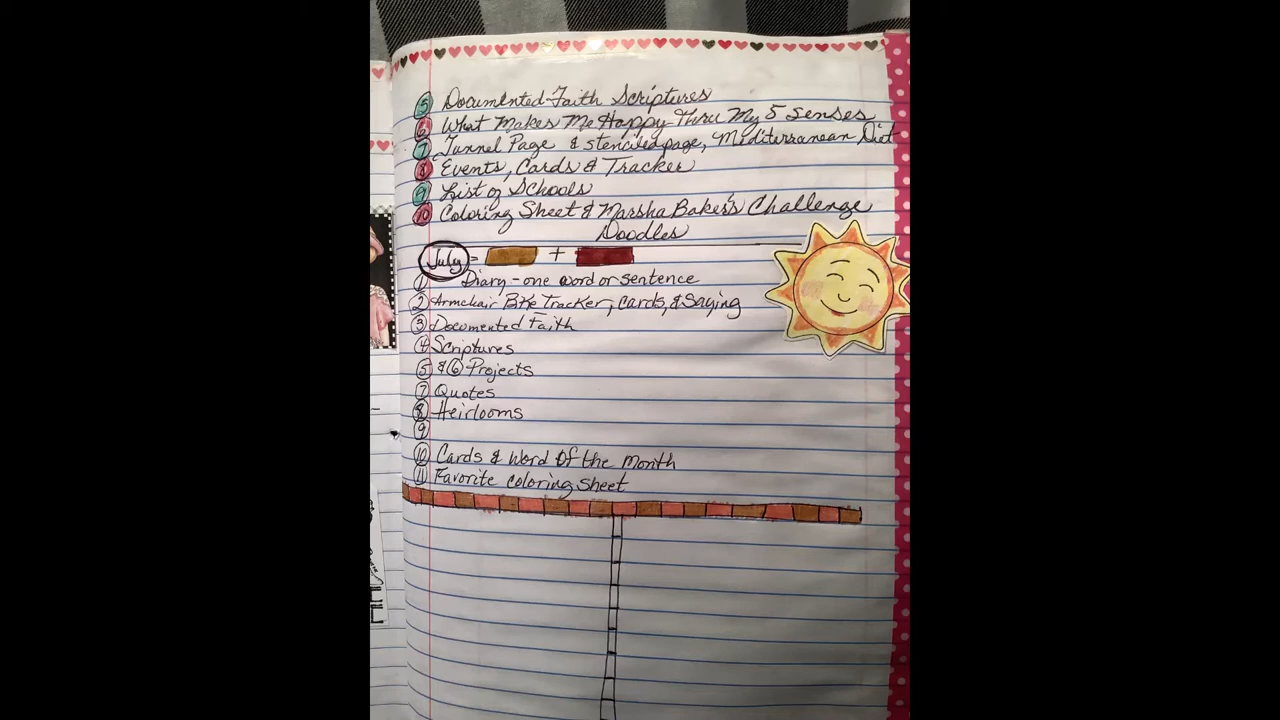 5 Documented Faith Scriptures
6 What Makes Me Happy Thru My 5 Senses
7 Tunnel Page & stenciled page, Mediterranean Diet
8 Events, Cards & Tracker
9 List of Schools
10 Coloring Sheet & Marsha Baker's Challenge
Doodles
July = +
1 Diary - one word or sentence
2 Armchair Bke Tracker, cards, & Saying
3 Documented Faith
4 Scriptures
5 & 6 Projects
7 Quotes
8 Heirlooms
9
10 Cards & Word Of the Month
11 Favorite coloring sheet